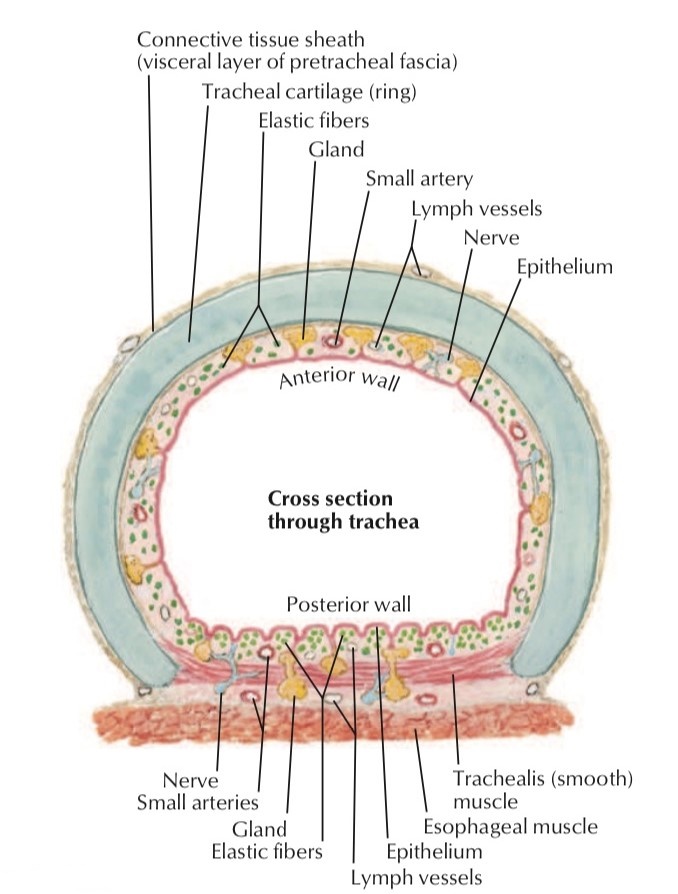 Connective tissue sheath
(visceral layer of pretracheal fascia)
Tracheal cartilage (ring)
Elastic fibers
Gland
Small artery
Lymph vessels
Nerve
Epithelium
Anterior wall
Cross section
through trachea
Posterior wall
Nerve
Small arteries
Gland
Elastic fibers
Trachealis (smooth)
muscle
Esophageal muscle
Epithelium
Lymph vessels